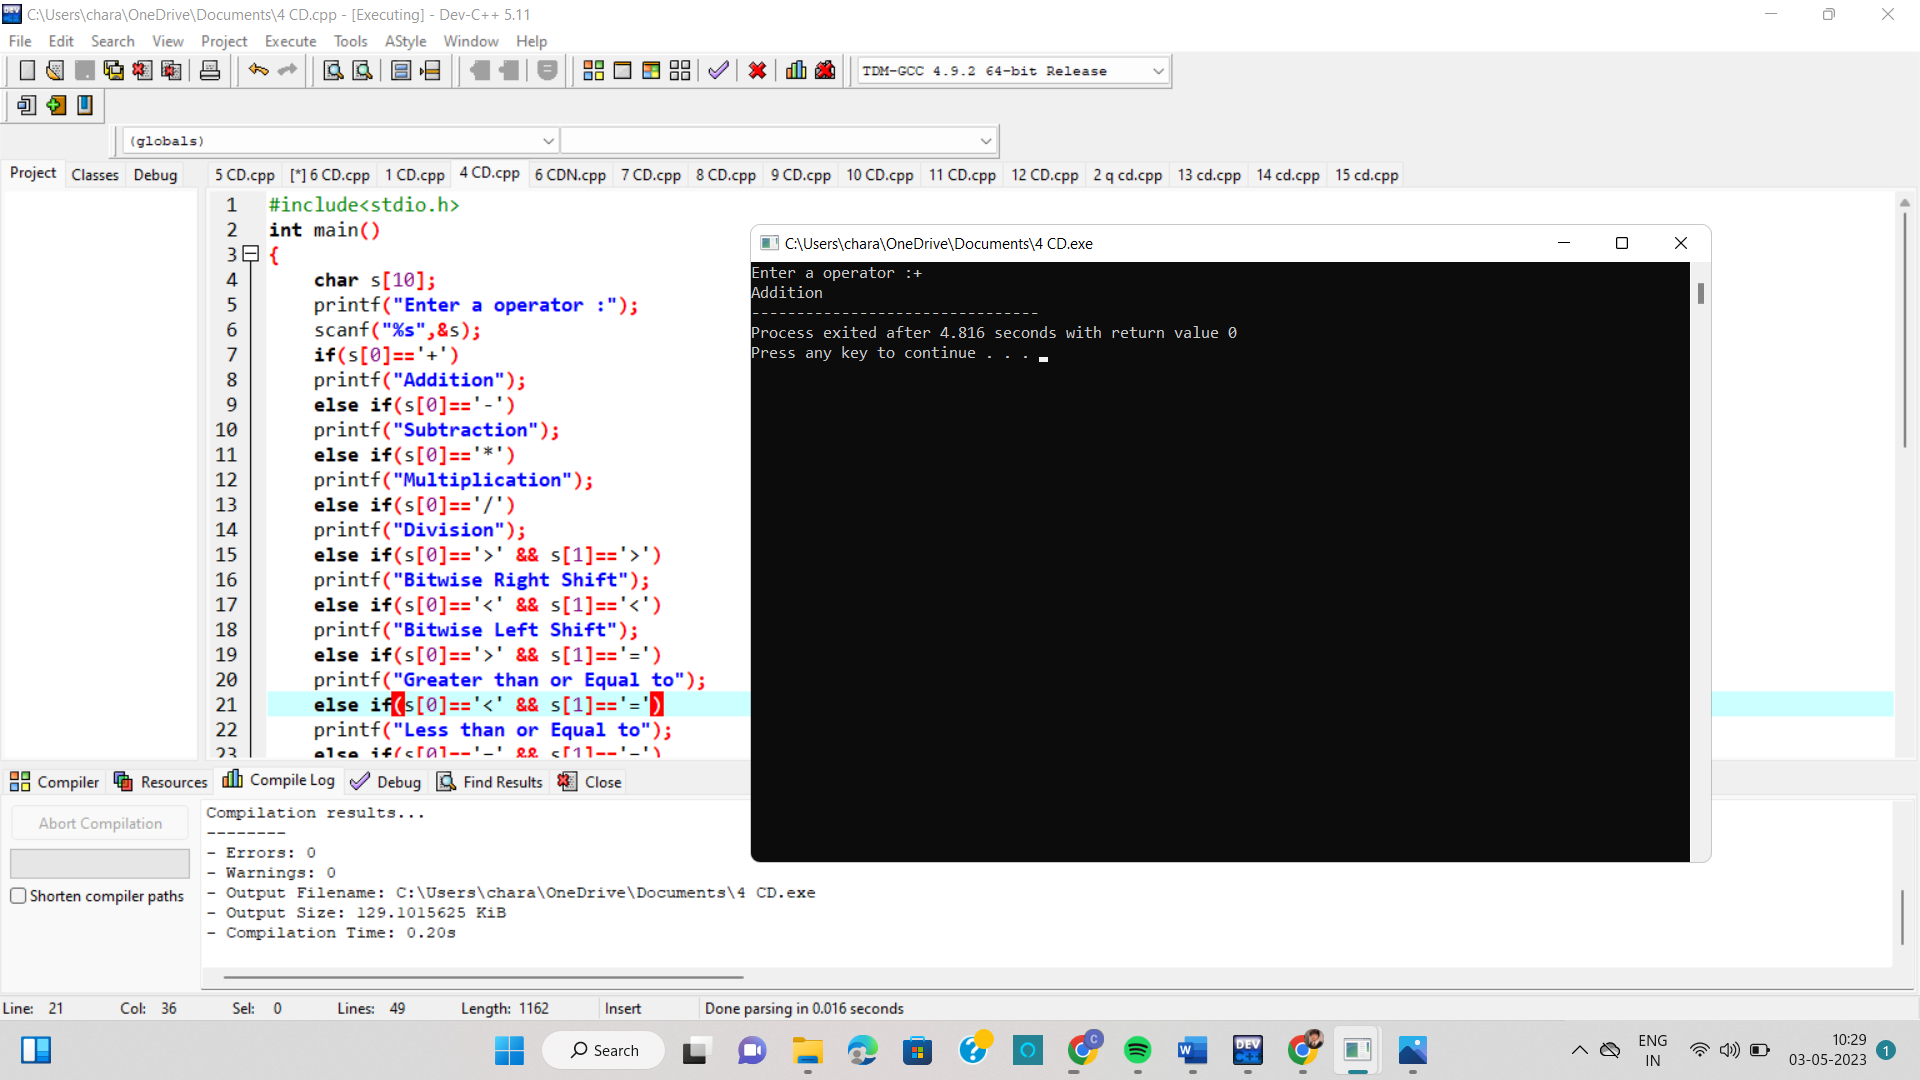 C:\Users\chara\OneDrive\Documents\4 CD.cpp - [Executing] - Dev-C++ 5.11
File Edit Search View Project Execute Tools AStyle Window Help
TDM-GCC 4.9.2 64-bit Release
(globals)
Project Classes Debug
5 CD.cpp [*] 6 CD.cpp 1 CD.cpp 4 CD.cpp 6 CDN.cpp 7 CD.cpp 8 CD.cpp 9 CD.cpp 10 CD.cpp 11 CD.cpp 12 CD.cpp 2 q cd.cpp 13 cd.cpp 14 cd.cpp 15 cd.cpp
1 #include<stdio.h>
2 int main()
3 {
4 char s[10];
5 printf("Enter a operator :");
6 scanf("%s",&s);
7 if(s[0]=='+')
8 printf("Addition");
9 else if(s[0]=='-')
10 printf("Subtraction");
11 else if(s[0]=='*')
12 printf("Multiplication");
13 else if(s[0]=='/')
14 printf("Division");
15 else if(s[0]=='>' && s[1]=='>')
16 printf("Bitwise Right Shift");
17 else if(s[0]=='<' && s[1]=='<')
18 printf("Bitwise Left Shift");
19 else if(s[0]=='>' && s[1]=='=')
20 printf("Greater than or Equal to");
21 else if(s[0]=='<' && s[1]=='=')
22 printf("Less than or Equal to");
23 else if(s[0]=='=' && s[1]=='=')
C:\Users\chara\OneDrive\Documents\4 CD.exe
Enter a operator :+
Addition
--------------------------------
Process exited after 4.816 seconds with return value 0
Press any key to continue . . .
Compiler Resources Compile Log Debug Find Results Close
Abort Compilation
Shorten compiler paths
Compilation results...
--------
- Errors: 0
- Warnings: 0
- Output Filename: C:\Users\chara\OneDrive\Documents\4 CD.exe
- Output Size: 129.1015625 KiB
- Compilation Time: 0.20s
Line: 21 Col: 36 Sel: 0 Lines: 49 Length: 1162 Insert Done parsing in 0.016 seconds
Search
ENG
IN
10:29
03-05-2023
1